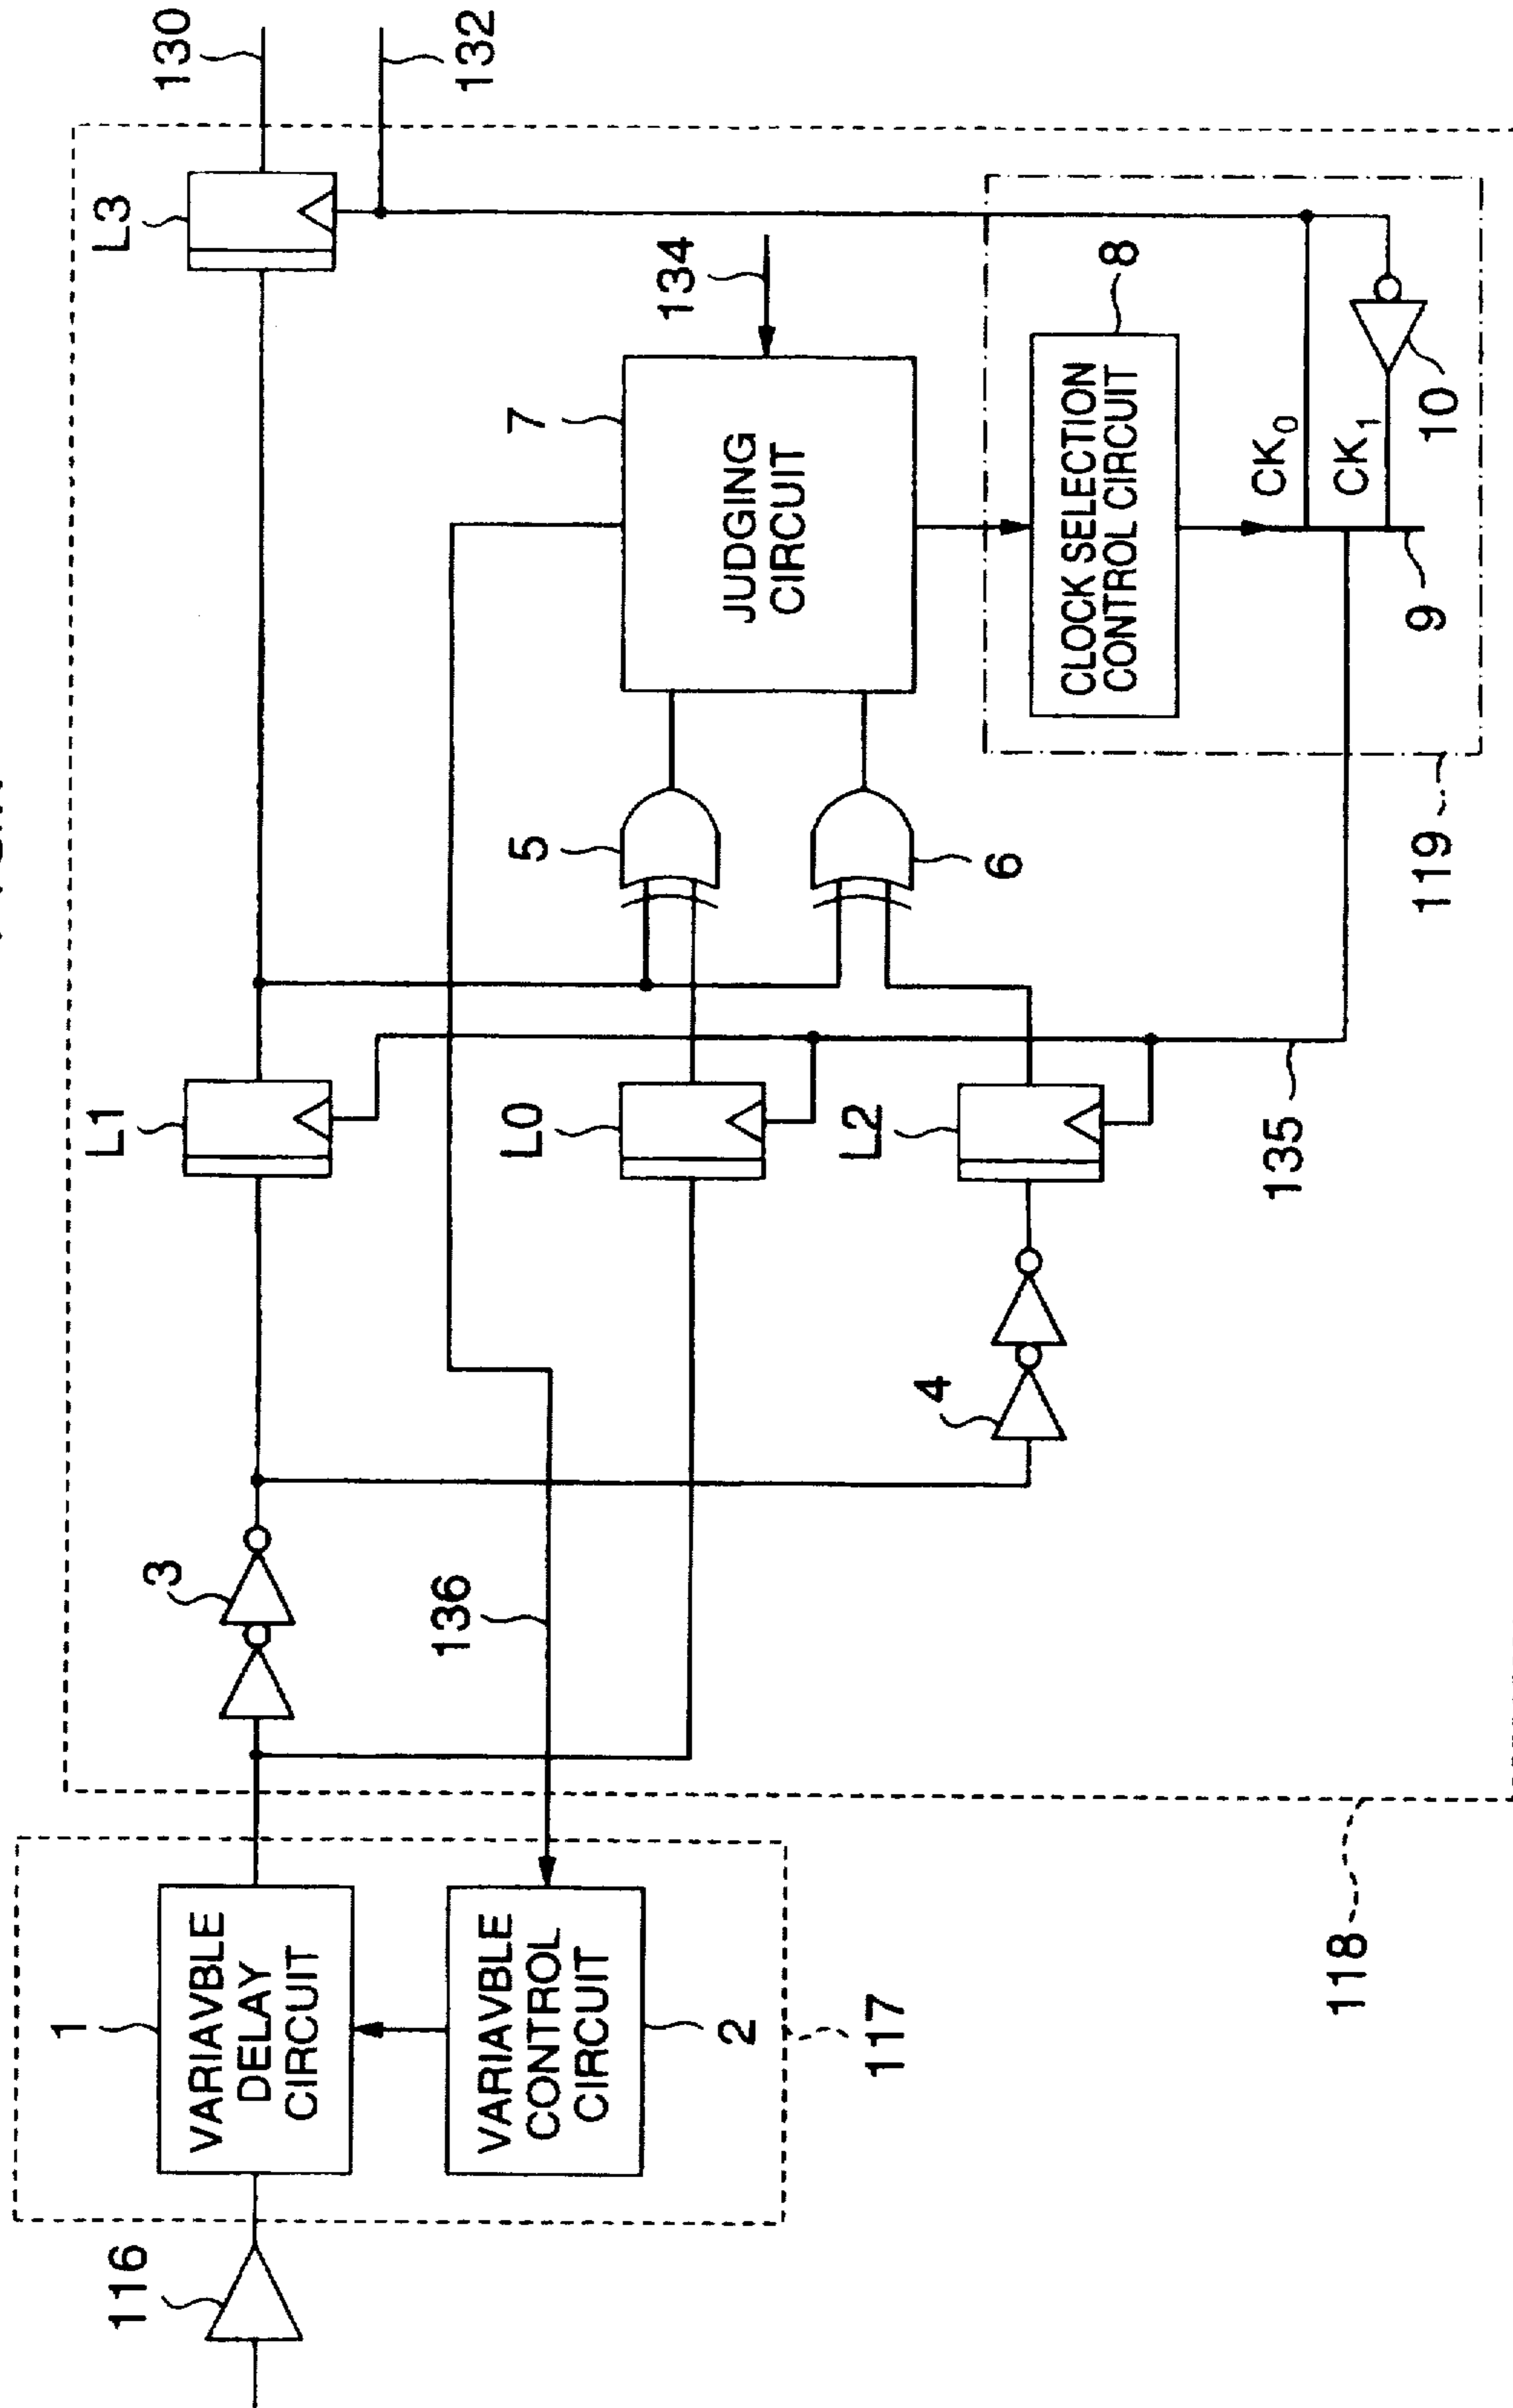 116
1
VARIAVBLE
DELAY
CIRCUIT
VARIAVBLE
CONTROL
CIRCUIT
2
117
118
3
136
4
L1
L0
L2
135
5
6
7
JUDGING
CIRCUIT
134
L3
130
132
8
CLOCK SELECTION
CONTROL CIRCUIT
CK₀
CK₁
9
10
119